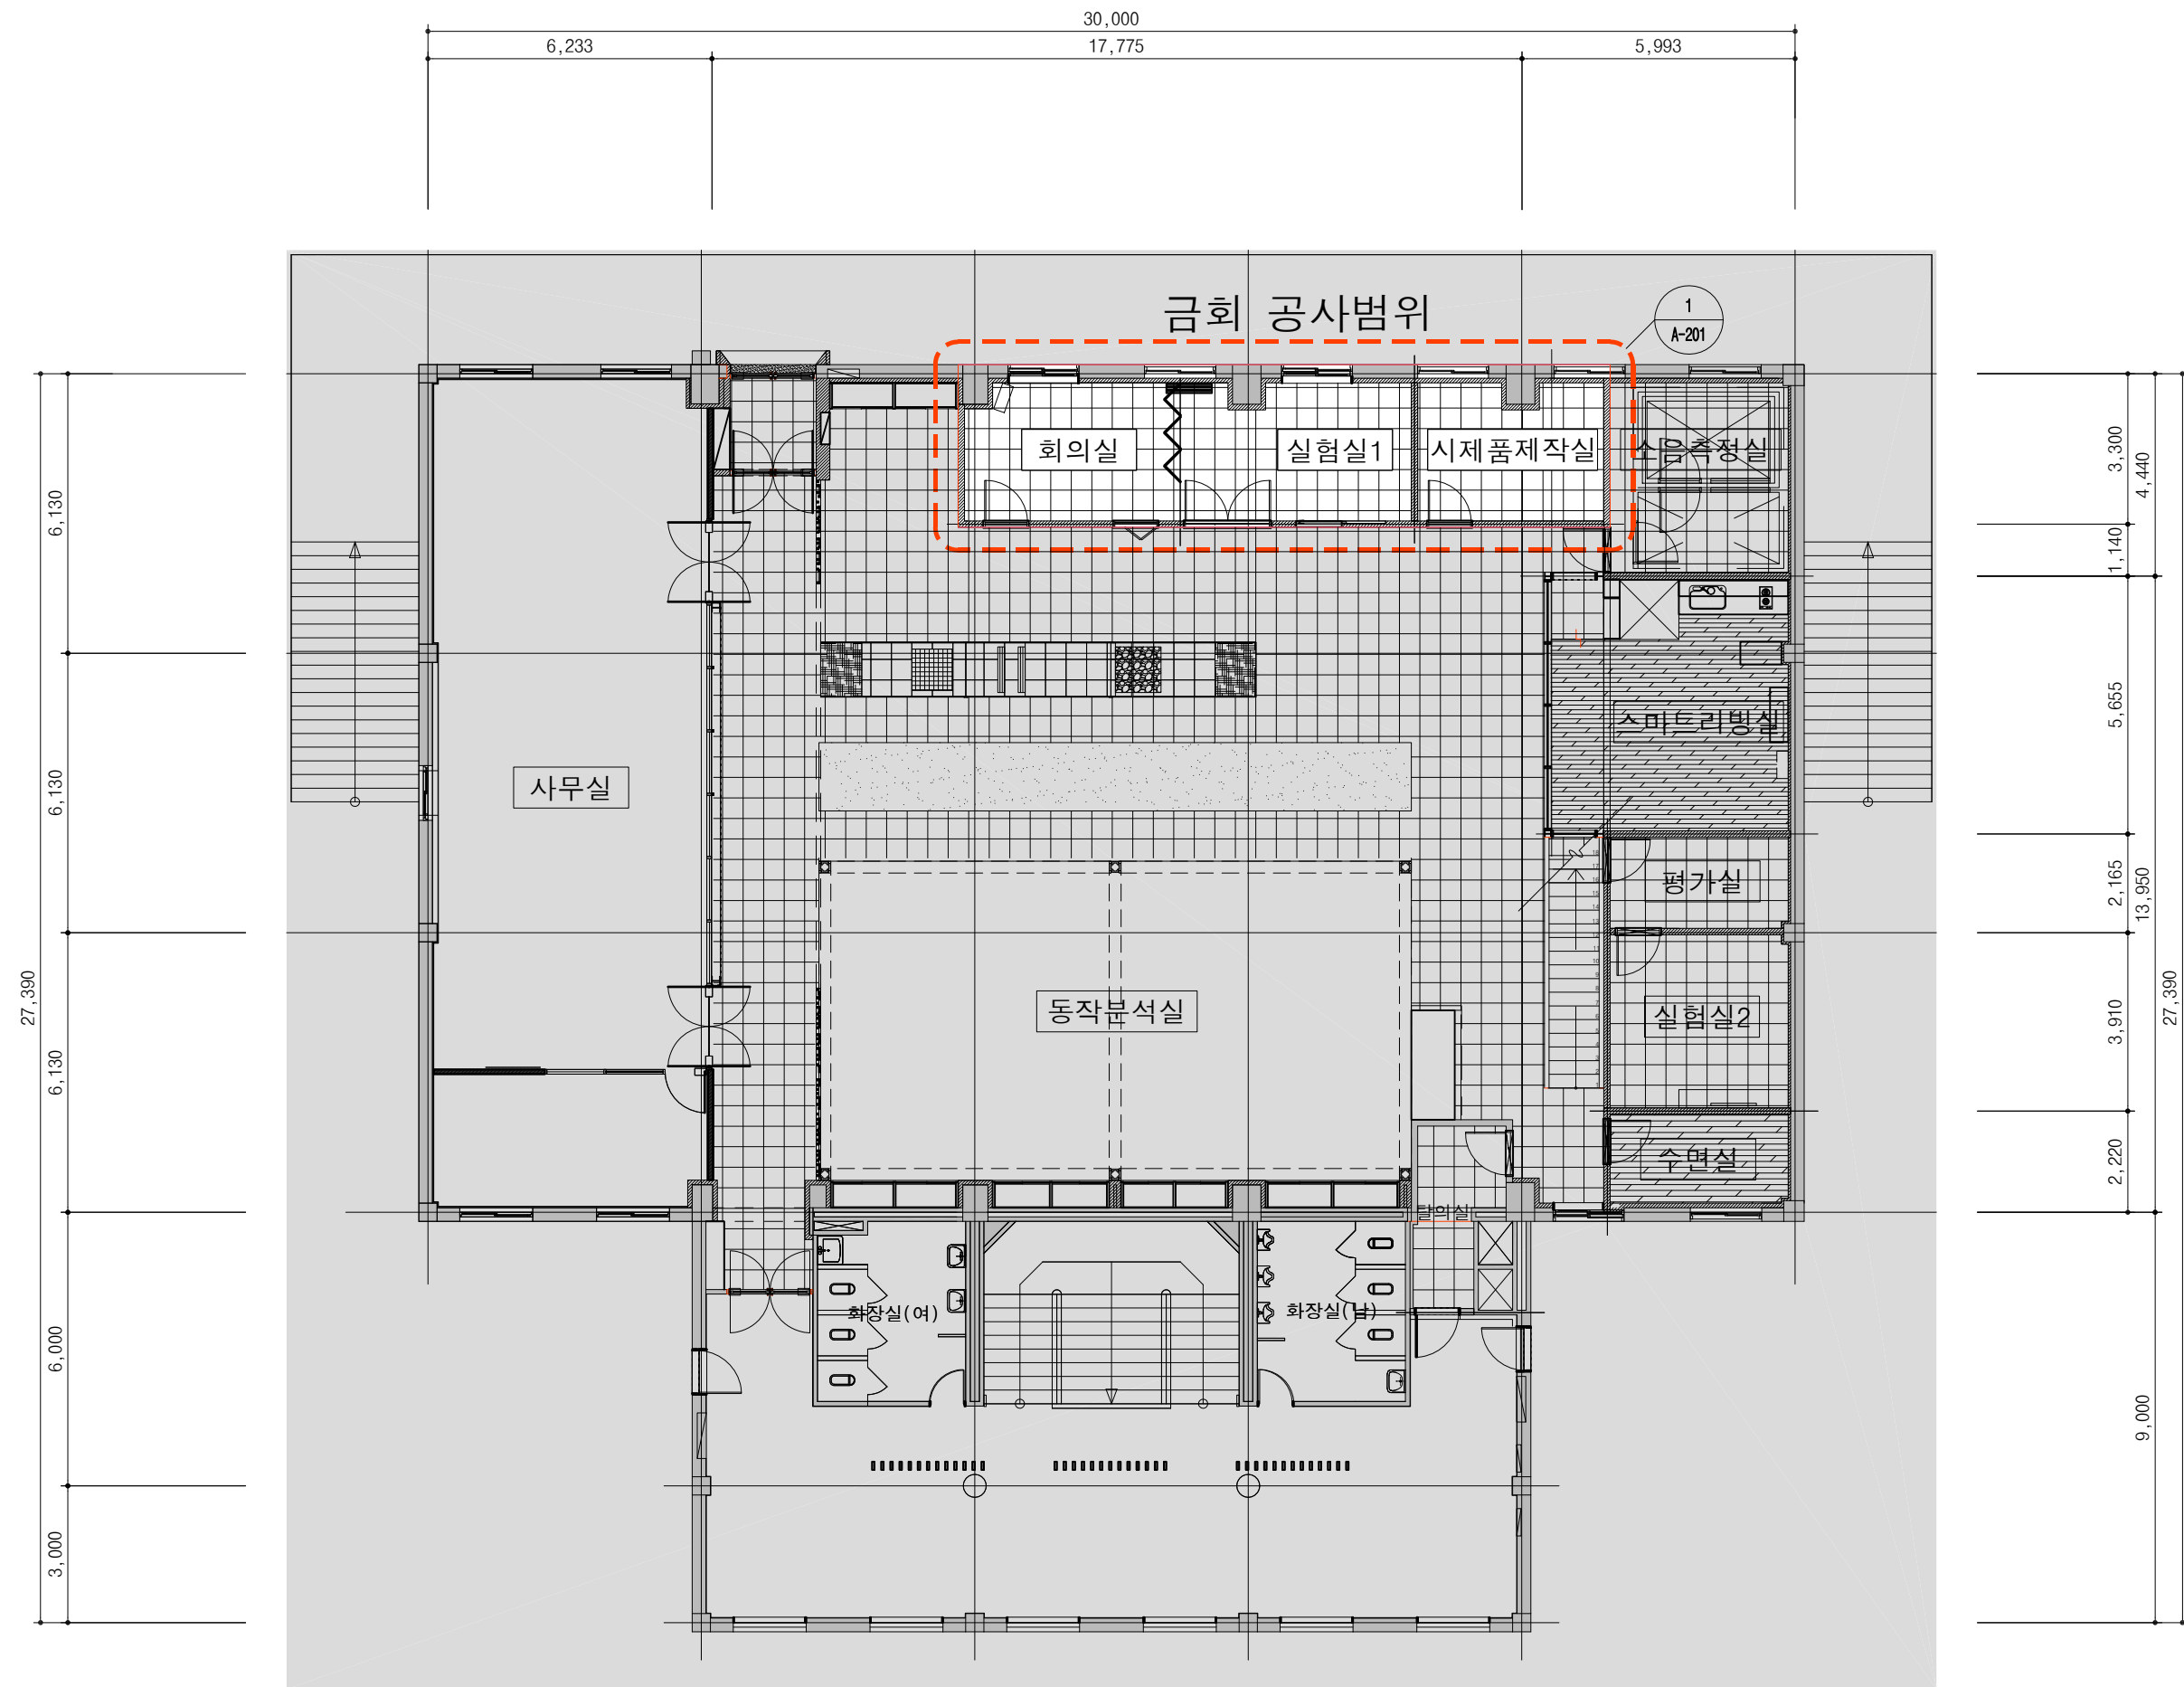 30,000
6,233
17,775
5,993
금회 공사범위
1
A-201
회의실
실험실1
시제품제작실
소음측정실
스마트리빙실
사무실
평가실
동작분석실
실험실2
수면실
탈의실
화장실(여)
화장실(남)
27,390
6,130
6,130
6,130
6,000
3,000
3,300
1,140
5,655
2,165
3,910
2,220
4,440
13,950
9,000
27,390